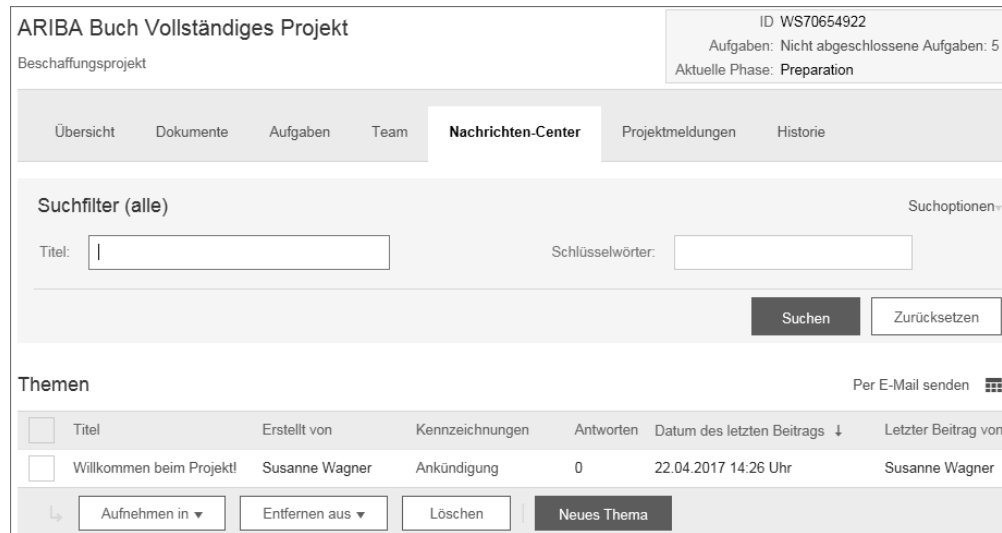 ARIBA Buch Vollständiges Projekt
Beschaffungsprojekt
ID WS70654922
Aufgaben: Nicht abgeschlossene Aufgaben: 5
Aktuelle Phase: Preparation
Übersicht Dokumente Aufgaben Team Nachrichten-Center Projektmeldungen Historie
Suchfilter (alle) Suchoptionen
Titel: Schlüsselwörter:
Suchen Zurücksetzen
Themen Per E-Mail senden
Titel Erstellt von Kennzeichnungen Antworten Datum des letzten Beitrags ↓ Letzter Beitrag von
Willkommen beim Projekt! Susanne Wagner Ankündigung 0 22.04.2017 14:26 Uhr Susanne Wagner
Aufnehmen in ▾ Entfernen aus ▾ Löschen Neues Thema